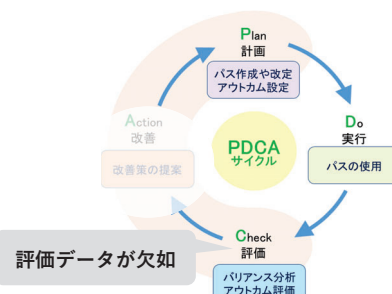 Plan
計画
パス作成や改定
アウトカム設定
Action
改善
改善策の提案
PDCA
サイクル
Do
実行
パスの使用
Check
評価
バリアンス分析
アウトカム評価
評価データが欠如